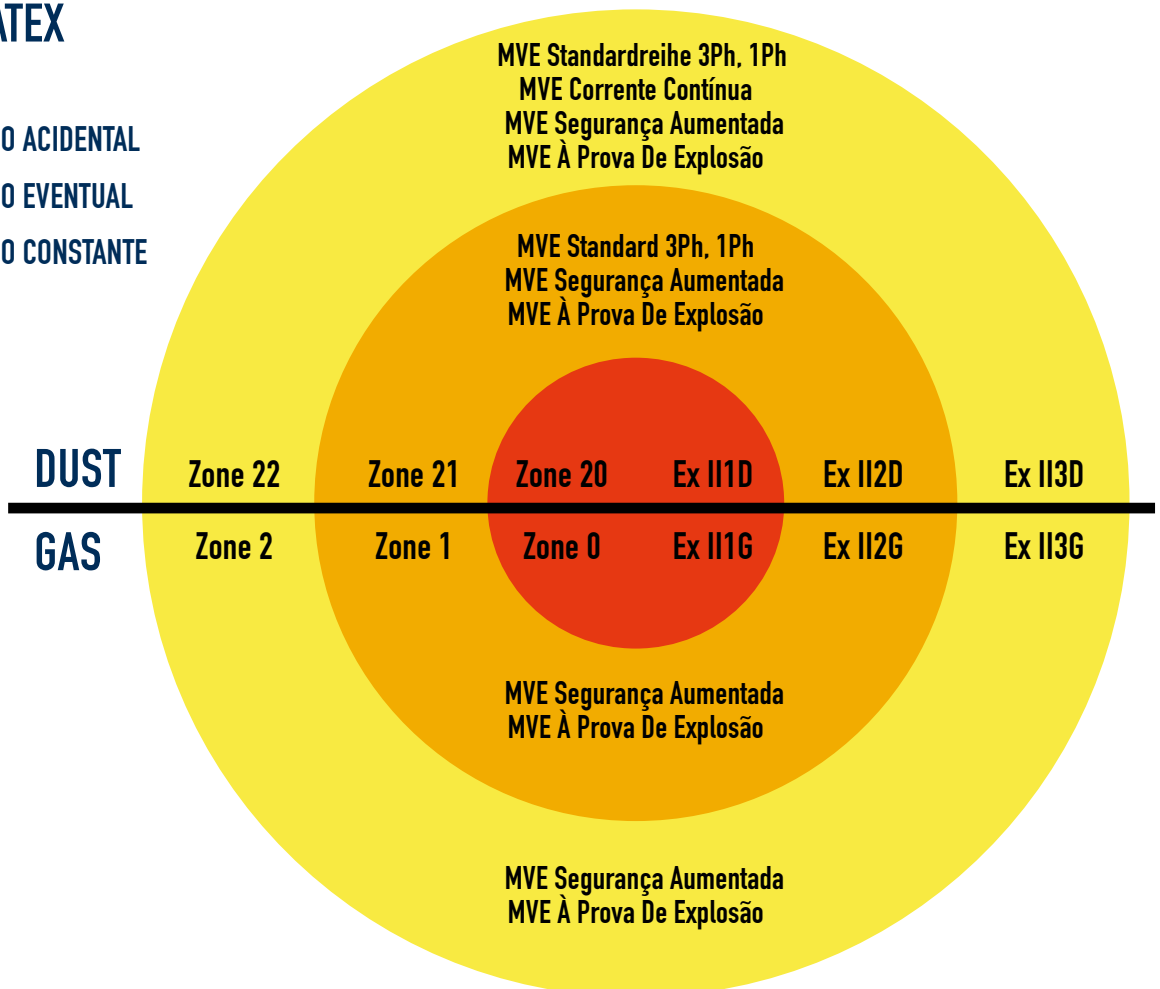 ATEX
O ACIDENTAL
O EVENTUAL
O CONSTANTE
MVE Standardreihe 3Ph, 1Ph
MVE Corrente Contínua
MVE Segurança Aumentada
MVE À Prova De Explosão
MVE Standard 3Ph, 1Ph
MVE Segurança Aumentada
MVE À Prova De Explosão
DUST Zone 22 Zone 21 Zone 20 Ex II1D Ex II2D Ex II3D
GAS Zone 2 Zone 1 Zone 0 Ex II1G Ex II2G Ex II3G
MVE Segurança Aumentada
MVE À Prova De Explosão
MVE Segurança Aumentada
MVE À Prova De Explosão